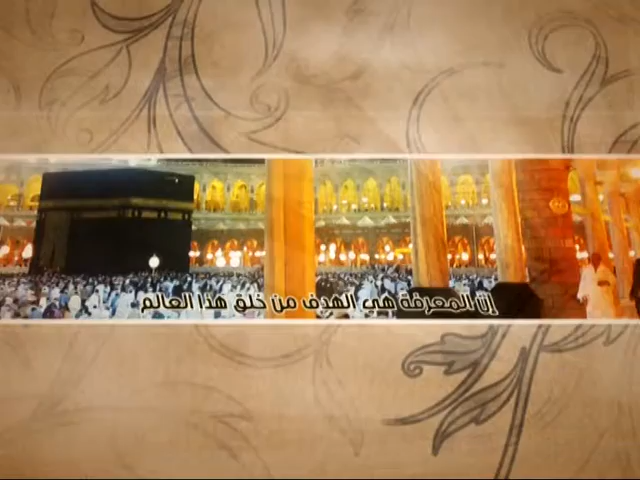 إن المعرفة هي الهدف من خلق هذا العالم